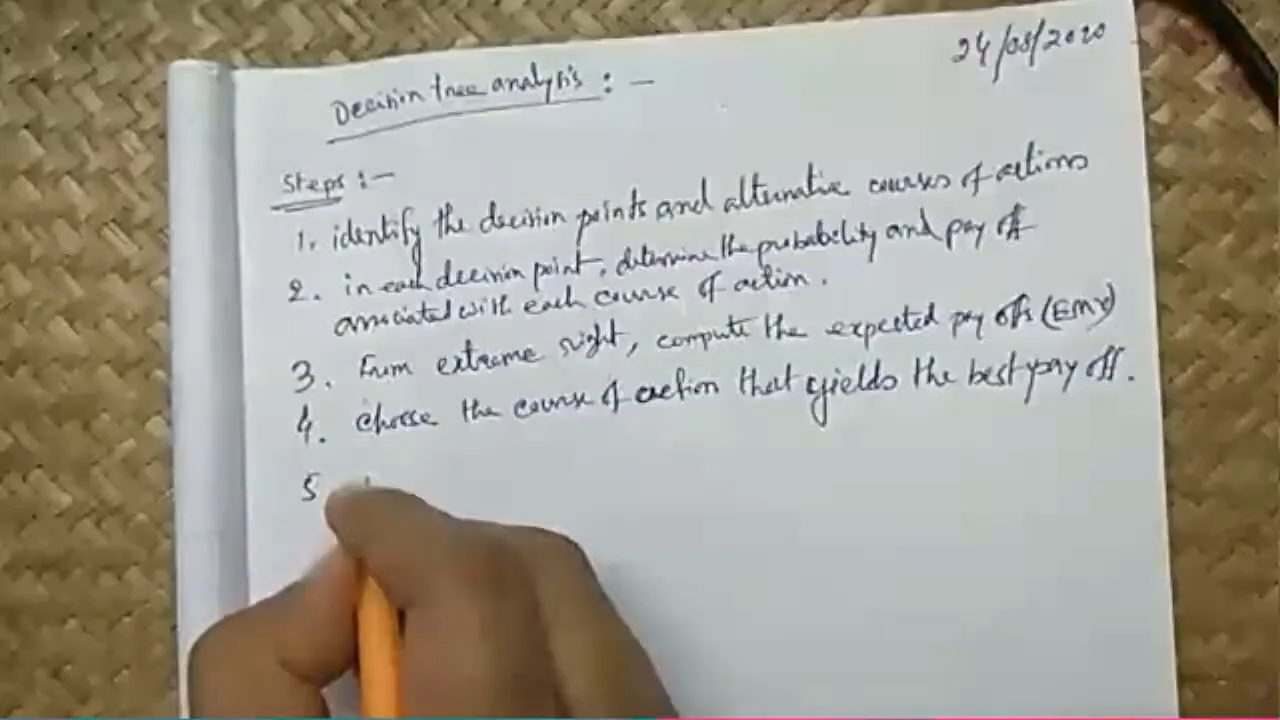 24/08/2020
Decision tree analysis : -
Steps : -
1. identify the decision points and alternative courses of actions
2. in each decision point, determine the probability and pay off
associated with each course of action.
3. From extreme right, compute the expected pay offs (EMV)
4. choose the course of action that yields the best pay off.
5